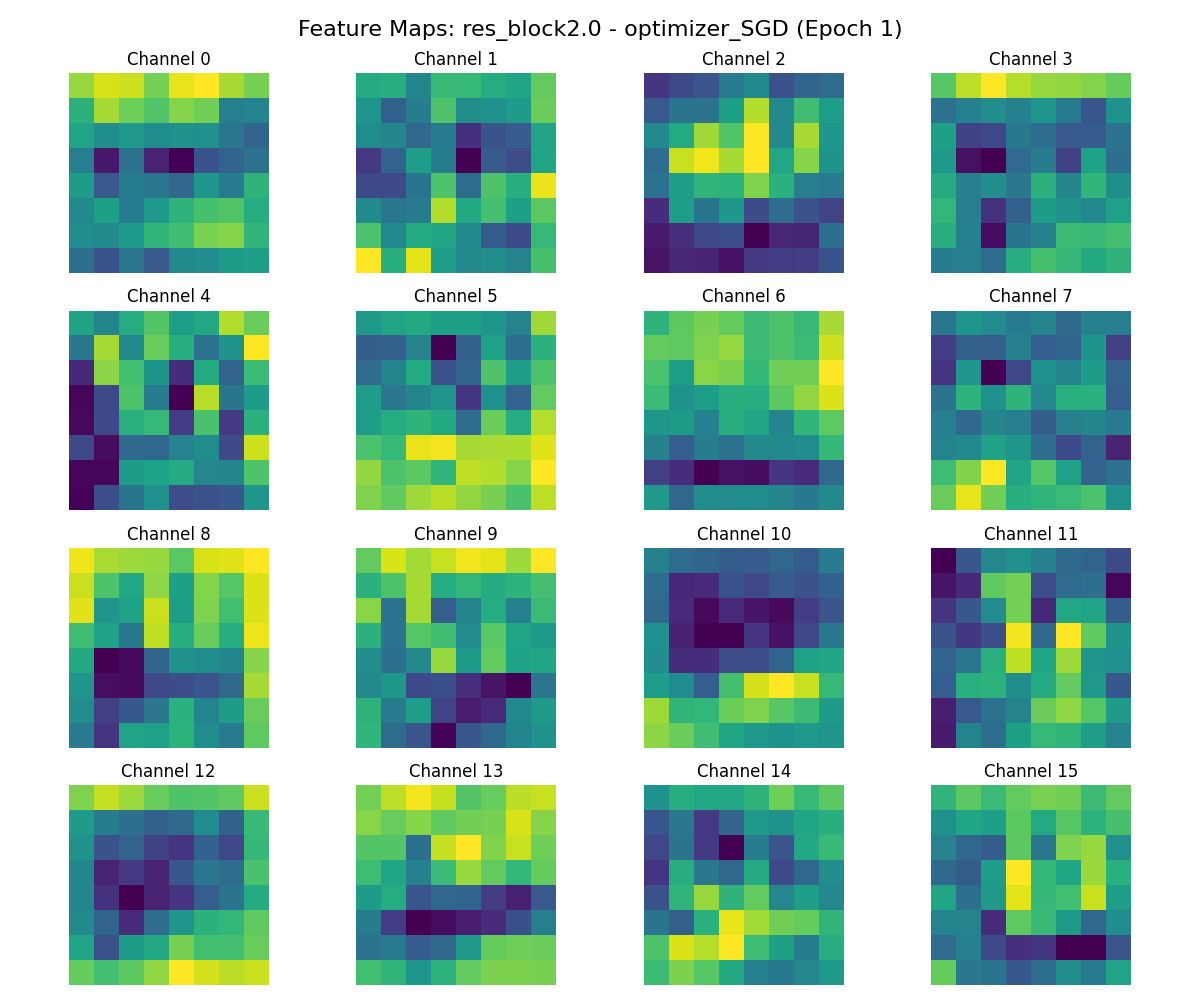 Feature Maps: res_block2.0 - optimizer_SGD (Epoch 1)
Channel 0
Channel 1
Channel 2
Channel 3
Channel 4
Channel 5
Channel 6
Channel 7
Channel 8
Channel 9
Channel 10
Channel 11
Channel 12
Channel 13
Channel 14
Channel 15